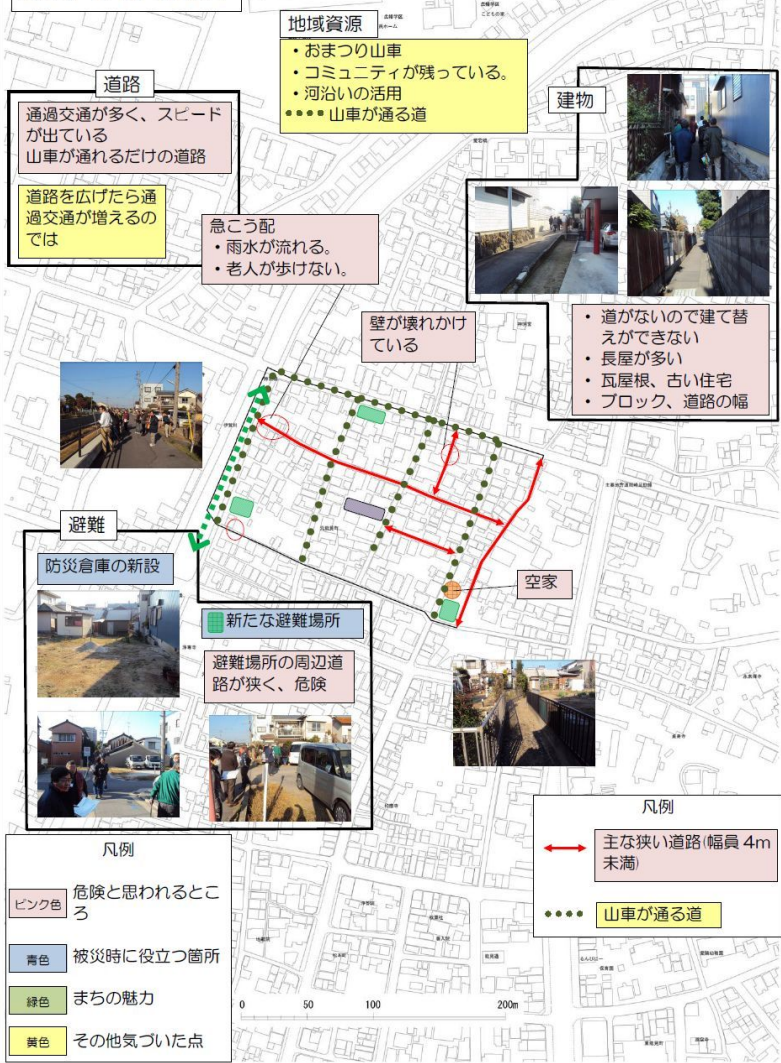 地域資源
・おまつり山車
・コミュニティが残っている。
・河沿いの活用
山車が通る道
道路
通過交通が多く、スピード
が出ている
山車が通れるだけの道路
道路を広げたら通
過交通が増えるの
では
建物
・道がないので建て替
えができない
・長屋が多い
・瓦屋根、古い住宅
・ブロック、道路の幅
急こう配
・雨水が流れる。
・老人が歩けない。
壁が壊れかけ
ている
空家
避難
防災倉庫の新設
新たな避難場所
避難場所の周辺道
路が狭く、危険
凡例
ピンク色 危険と思われるとこ
ろ
青色 被災時に役立つ箇所
緑色 まちの魅力
黄色 その他気づいた点
凡例
主な狭い道路(幅員4m
未満)
山車が通る道
0 50 100 200m